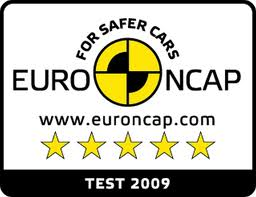 FOR SAFER CARS
EURO NCAP
www.euroncap.com
TEST 2009